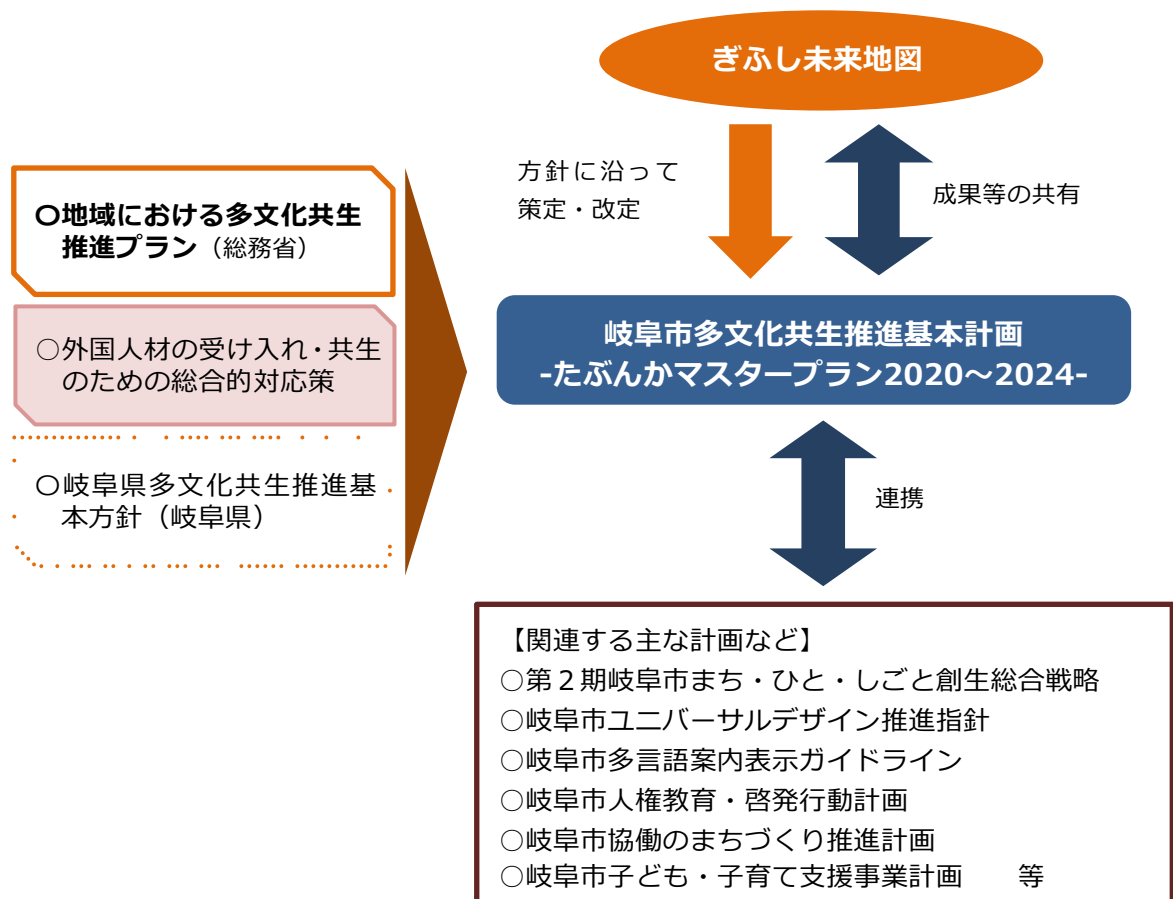 ぎふし未来地図
方針に沿って
策定・改定
成果等の共有
〇地域における多文化共生
推進プラン（総務省）
○外国人材の受け入れ・共生
のための総合的対応策
〇岐阜県多文化共生推進基
本方針（岐阜県）
岐阜市多文化共生推進基本計画
-たぶんかマスタープラン2020～2024-
連携
【関連する主な計画など】
○第２期岐阜市まち・ひと・しごと創生総合戦略
○岐阜市ユニバーサルデザイン推進指針
○岐阜市多言語案内表示ガイドライン
○岐阜市人権教育・啓発行動計画
○岐阜市協働のまちづくり推進計画
○岐阜市子ども・子育て支援事業計画　　等